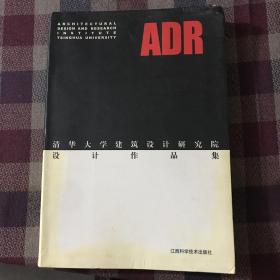 ARCHITECTURAL
DESIGN AND RESEARCH
INSTITUTE
TSINGHUA UNIVERSITY
ADR
清华大学建筑设计研究院
设计作品集
江西科学技术出版社